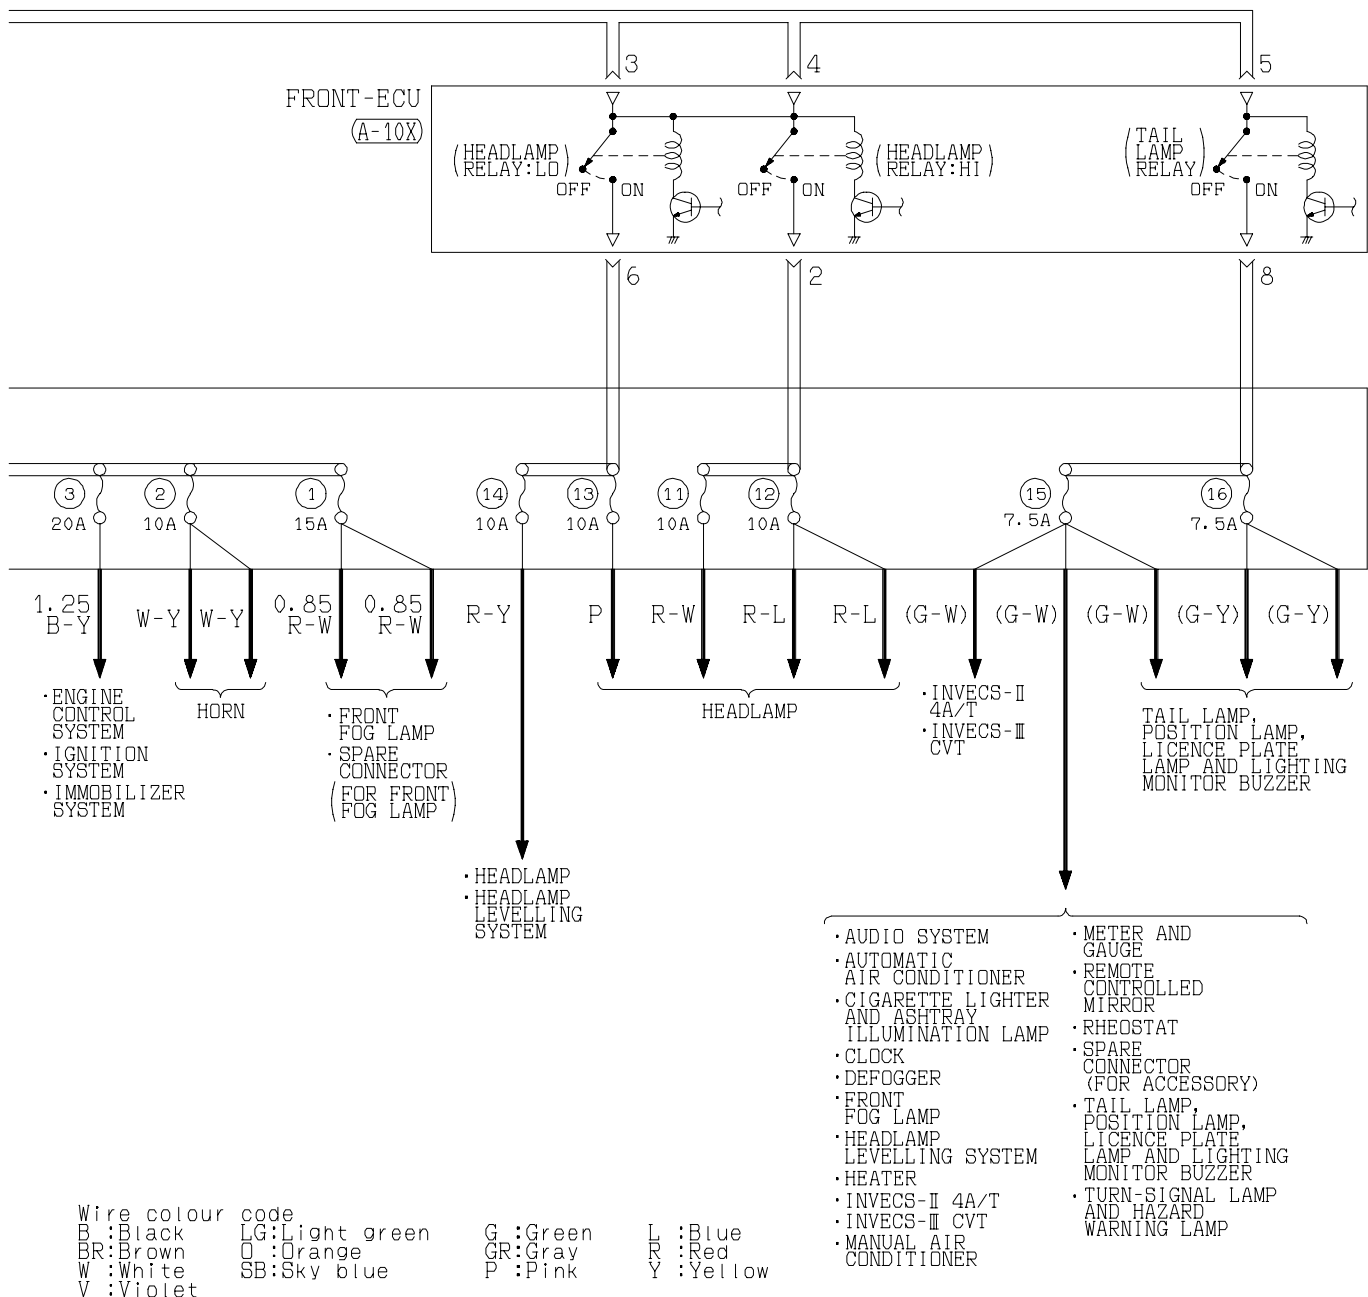 3
4
5
FRONT-ECU
A-10X
(HEADLAMP RELAY:LO)
OFF
ON
OFF
ON
(HEADLAMP RELAY:HI)
(TAIL LAMP RELAY)
OFF
ON
6
2
8
3
20A
2
10A
1
15A
14
10A
13
10A
11
10A
12
10A
15
7.5A
16
7.5A
1.25
B-Y
W-Y
W-Y
0.85
R-W
0.85
R-W
R-Y
P
R-W
R-L
R-L
(G-W)
(G-W)
(G-W)
(G-Y)
(G-Y)
·ENGINE
CONTROL
SYSTEM
·IGNITION
SYSTEM
·IMMOBILIZER
SYSTEM
HORN
·FRONT
FOG LAMP
·SPARE
CONNECTOR
(FOR FRONT
FOG LAMP)
HEADLAMP
·INVECS-Ⅱ
4A/T
·INVECS-Ⅲ
CVT
TAIL LAMP,
POSITION LAMP,
LICENCE PLATE
LAMP AND LIGHTING
MONITOR BUZZER
·HEADLAMP
·HEADLAMP
LEVELLING
SYSTEM
·AUDIO SYSTEM
·AUTOMATIC
AIR CONDITIONER
·CIGARETTE LIGHTER
AND ASHTRAY
ILLUMINATION LAMP
·CLOCK
·DEFOGGER
·FRONT
FOG LAMP
·HEADLAMP
LEVELLING SYSTEM
·HEATER
·INVECS-Ⅱ 4A/T
·INVECS-Ⅲ CVT
·MANUAL AIR
CONDITIONER
·METER AND
GAUGE
·REMOTE
CONTROLLED
MIRROR
·RHEOSTAT
·SPARE
CONNECTOR
(FOR ACCESSORY)
·TAIL LAMP,
POSITION LAMP,
LICENCE PLATE
LAMP AND LIGHTING
MONITOR BUZZER
·TURN-SIGNAL LAMP
AND HAZARD
WARNING LAMP
Wire colour code
B :Black LG:Light green G :Green L :Blue
BR:Brown O :Orange GR:Gray R :Red
W :White SB:Sky blue P :Pink Y :Yellow
V :Violet